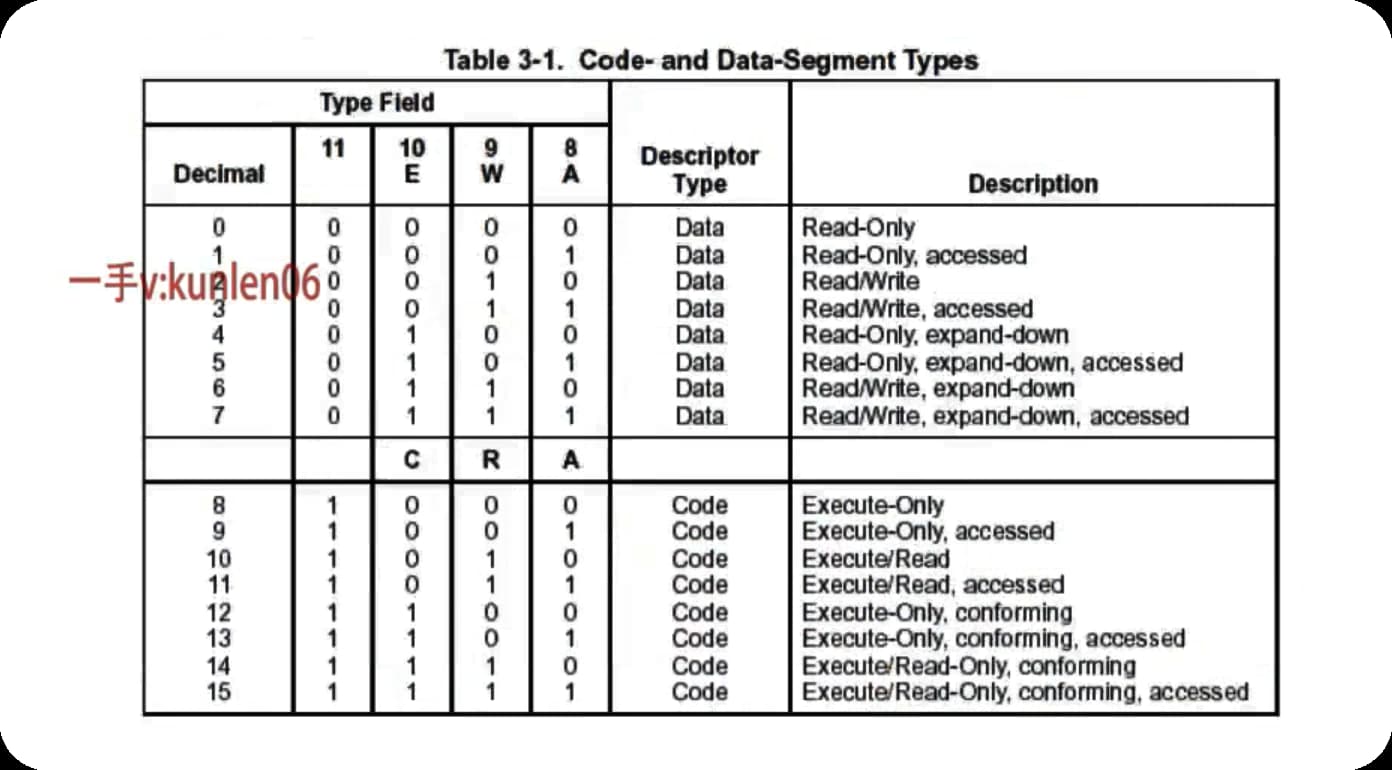 Table 3-1. Code- and Data-Segment Types
Type Field
Decimal 11 10 9 8 Descriptor Type Description
E W A
0 0 0 0 0 Data Read-Only
1 0 0 0 1 Data Read-Only, accessed
一手v:kunlen06
2 0 0 1 0 Data Read/Write
3 0 0 1 1 Data Read/Write, accessed
4 0 1 0 0 Data Read-Only, expand-down
5 0 1 0 1 Data Read-Only, expand-down, accessed
6 0 1 1 0 Data Read/Write, expand-down
7 0 1 1 1 Data Read/Write, expand-down, accessed
C R A
8 1 0 0 0 Code Execute-Only
9 1 0 0 1 Code Execute-Only, accessed
10 1 0 1 0 Code Execute/Read
11 1 0 1 1 Code Execute/Read, accessed
12 1 1 0 0 Code Execute-Only, conforming
13 1 1 0 1 Code Execute-Only, conforming, accessed
14 1 1 1 0 Code Execute/Read-Only, conforming
15 1 1 1 1 Code Execute/Read-Only, conforming, accessed